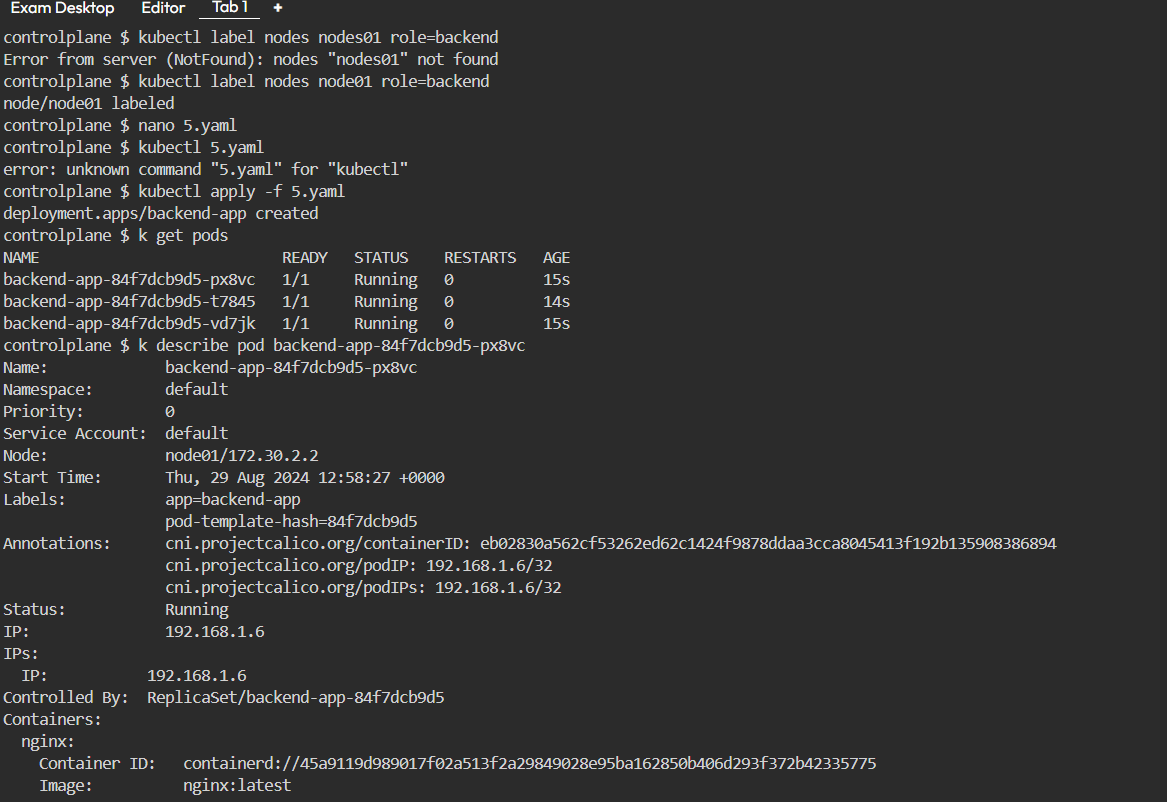 Exam Desktop Editor Tab 1 +
controlplane $ kubectl label nodes nodes01 role=backend
Error from server (NotFound): nodes "nodes01" not found
controlplane $ kubectl label nodes node01 role=backend
node/node01 labeled
controlplane $ nano 5.yaml
controlplane $ kubectl 5.yaml
error: unknown command "5.yaml" for "kubectl"
controlplane $ kubectl apply -f 5.yaml
deployment.apps/backend-app created
controlplane $ k get pods
NAME                           READY   STATUS    RESTARTS   AGE
backend-app-84f7dcb9d5-px8vc   1/1     Running   0          15s
backend-app-84f7dcb9d5-t7845   1/1     Running   0          14s
backend-app-84f7dcb9d5-vd7jk   1/1     Running   0          15s
controlplane $ k describe pod backend-app-84f7dcb9d5-px8vc
Name:             backend-app-84f7dcb9d5-px8vc
Namespace:        default
Priority:         0
Service Account:  default
Node:             node01/172.30.2.2
Start Time:       Thu, 29 Aug 2024 12:58:27 +0000
Labels:           app=backend-app
                  pod-template-hash=84f7dcb9d5
Annotations:      cni.projectcalico.org/containerID: eb02830a562cf53262ed62c1424f9878ddaa3cca8045413f192b135908386894
                  cni.projectcalico.org/podIP: 192.168.1.6/32
                  cni.projectcalico.org/podIPs: 192.168.1.6/32
Status:           Running
IP:               192.168.1.6
IPs:
  IP:           192.168.1.6
Controlled By:  ReplicaSet/backend-app-84f7dcb9d5
Containers:
  nginx:
    Container ID:   containerd://45a9119d989017f02a513f2a29849028e95ba162850b406d293f372b42335775
    Image:          nginx:latest